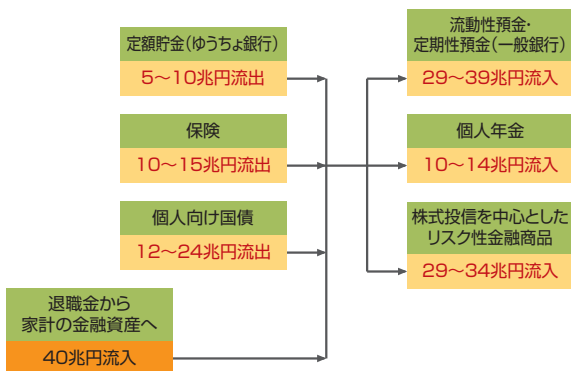 定額貯金（ゆうちょ銀行）
5～10兆円流出
保険
10～15兆円流出
個人向け国債
12～24兆円流出
退職金から
家計の金融資産へ
40兆円流入
流動性預金・
定期性預金（一般銀行）
29～39兆円流入
個人年金
10～14兆円流入
株式投信を中心とした
リスク性金融商品
29～34兆円流入